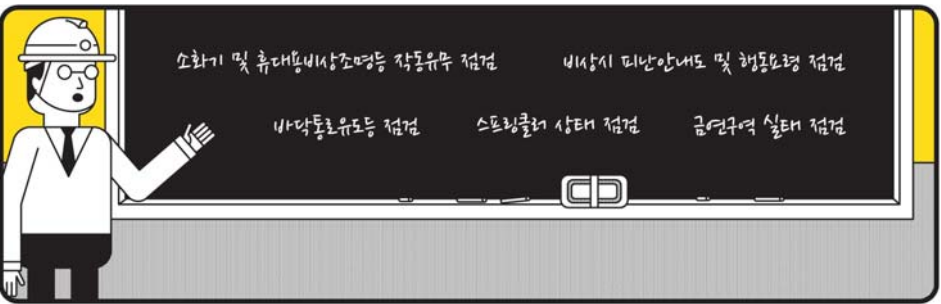 소화기 및 휴대용비상조명등 작동유무 점검 비상시 피난안내도 및 행동요령 점검
바닥통로유도등 점검 스프링클러 상태 점검 금연구역 실태 점검